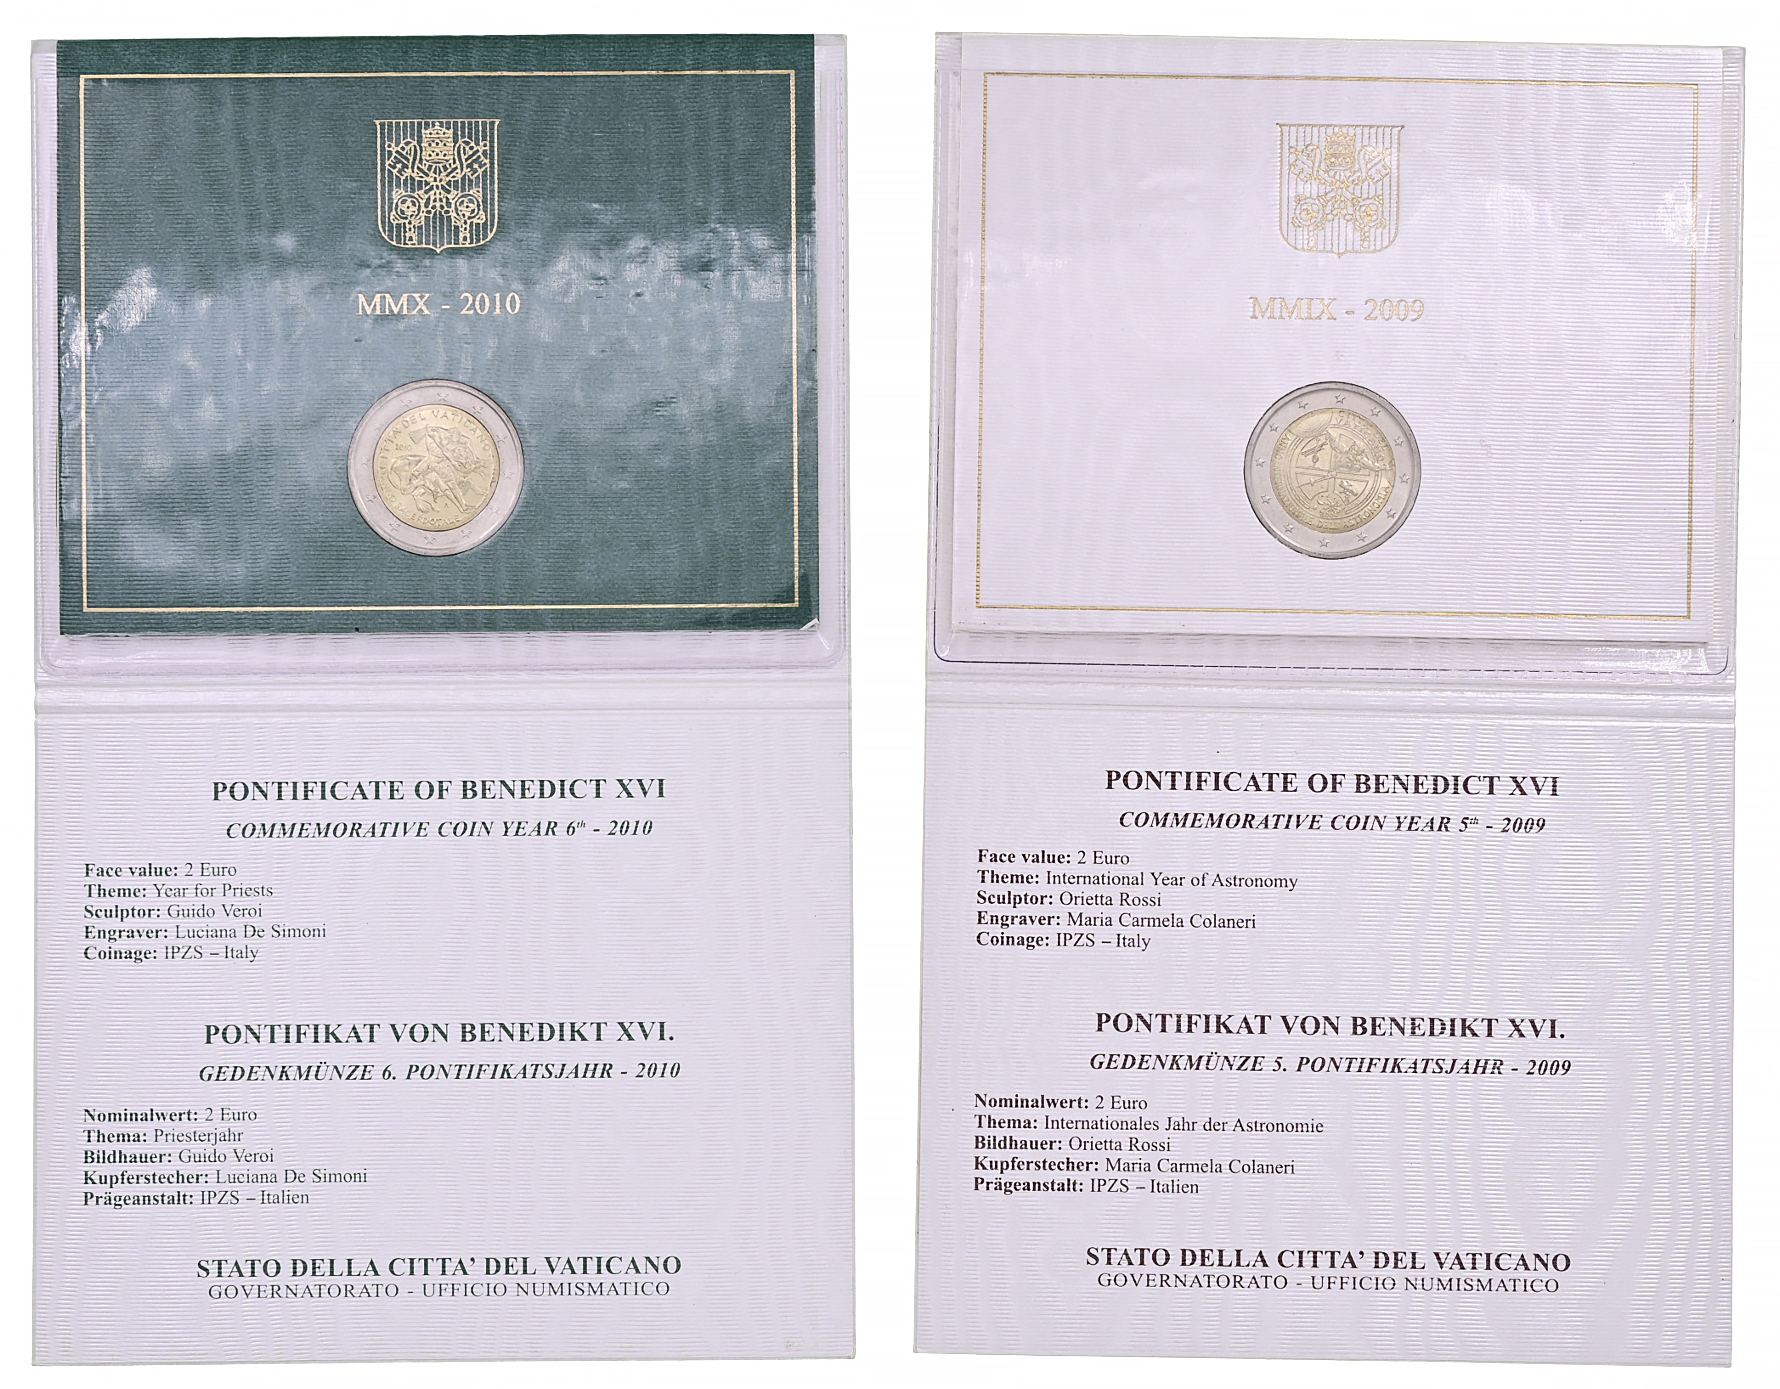 MMX - 2010
DEL VATICANO
PONTIFICATE OF BENEDICT XVI
COMMEMORATIVE COIN YEAR 6th - 2010
Face value: 2 Euro
Theme: Year for Priests
Sculptor: Guido Veroi
Engraver: Luciana De Simoni
Coinage: IPZS – Italy
PONTIFIKAT VON BENEDIKT XVI.
GEDENKMÜNZE 6. PONTIFIKATSJAHR - 2010
Nominalwert: 2 Euro
Thema: Priesterjahr
Bildhauer: Guido Veroi
Kupferstecher: Luciana De Simoni
Prägeanstalt: IPZS – Italien
STATO DELLA CITTA' DEL VATICANO
GOVERNATORATO - UFFICIO NUMISMATICO
MMIX - 2009
DELL'ASTRONOMIA
PONTIFICATE OF BENEDICT XVI
COMMEMORATIVE COIN YEAR 5th - 2009
Face value: 2 Euro
Theme: International Year of Astronomy
Sculptor: Orietta Rossi
Engraver: Maria Carmela Colaneri
Coinage: IPZS – Italy
PONTIFIKAT VON BENEDIKT XVI.
GEDENKMÜNZE 5. PONTIFIKATSJAHR - 2009
Nominalwert: 2 Euro
Thema: Internationales Jahr der Astronomie
Bildhauer: Orietta Rossi
Kupferstecher: Maria Carmela Colaneri
Prägeanstalt: IPZS – Italien
STATO DELLA CITTA' DEL VATICANO
GOVERNATORATO - UFFICIO NUMISMATICO